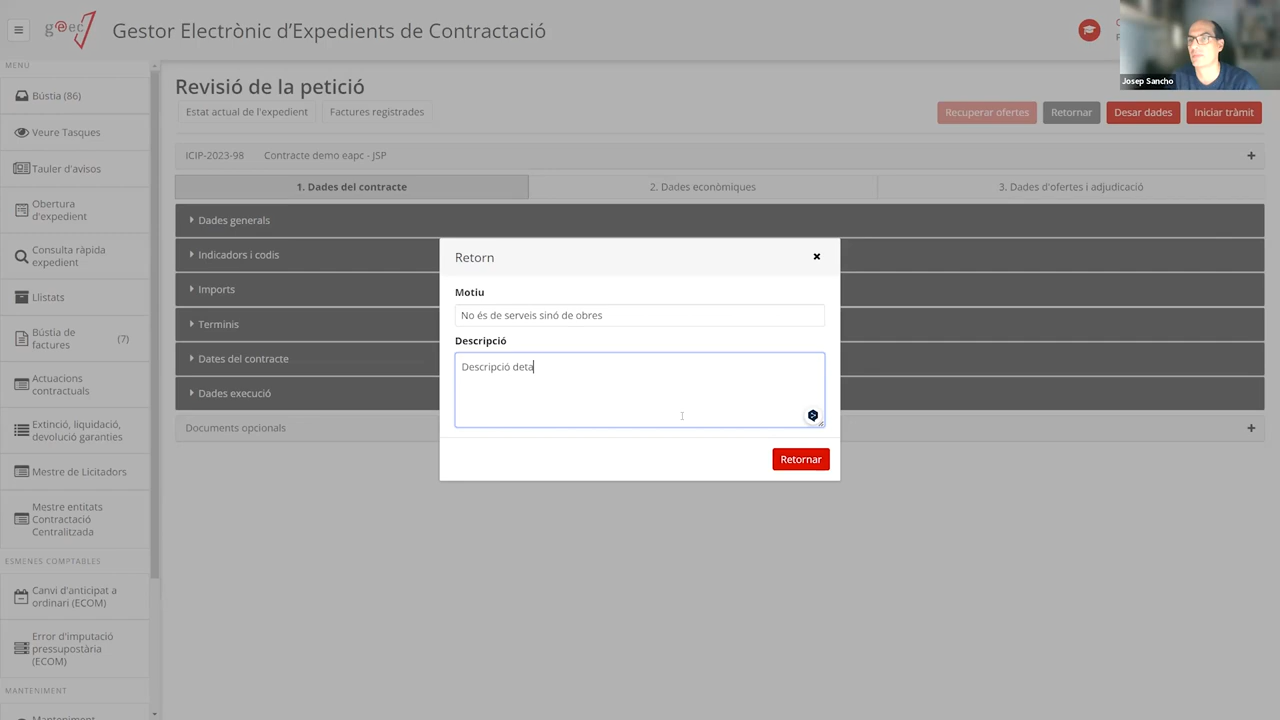 g@ec
Gestor Electrònic d'Expedients de Contractació
Josep Sancho
MENÚ
Bústia (86)
Veure Tasques
Tauler d'avisos
Obertura
d'expedient
Consulta ràpida
expedient
Llistats
Bústia de
factures
(7)
Actuacions
contractuals
Extinció, liquidació,
devolució garanties
Mestre de Licitadors
Mestre entitats
Contractació
Centralitzada
ESMENES COMPTABLES
Canvi d'anticipat a
ordinari (ECOM)
Error d'imputació
pressupostària
(ECOM)
MANTENIMENT
Manteniment
Revisió de la petició
Estat actual de l'expedient Factures registrades
Recuperar ofertes Retornar Desar dades Iniciar tràmit
ICIP-2023-98 Contracte demo eapc - JSP
1. Dades del contracte 2. Dades econòmiques 3. Dades d'ofertes i adjudicació
Dades generals
Indicadors i codis
Imports
Terminis
Dates del contracte
Dades execució
Documents opcionals
Retorn
Motiu
No és de serveis sinó de obres
Descripció
Descripció deta
Retornar